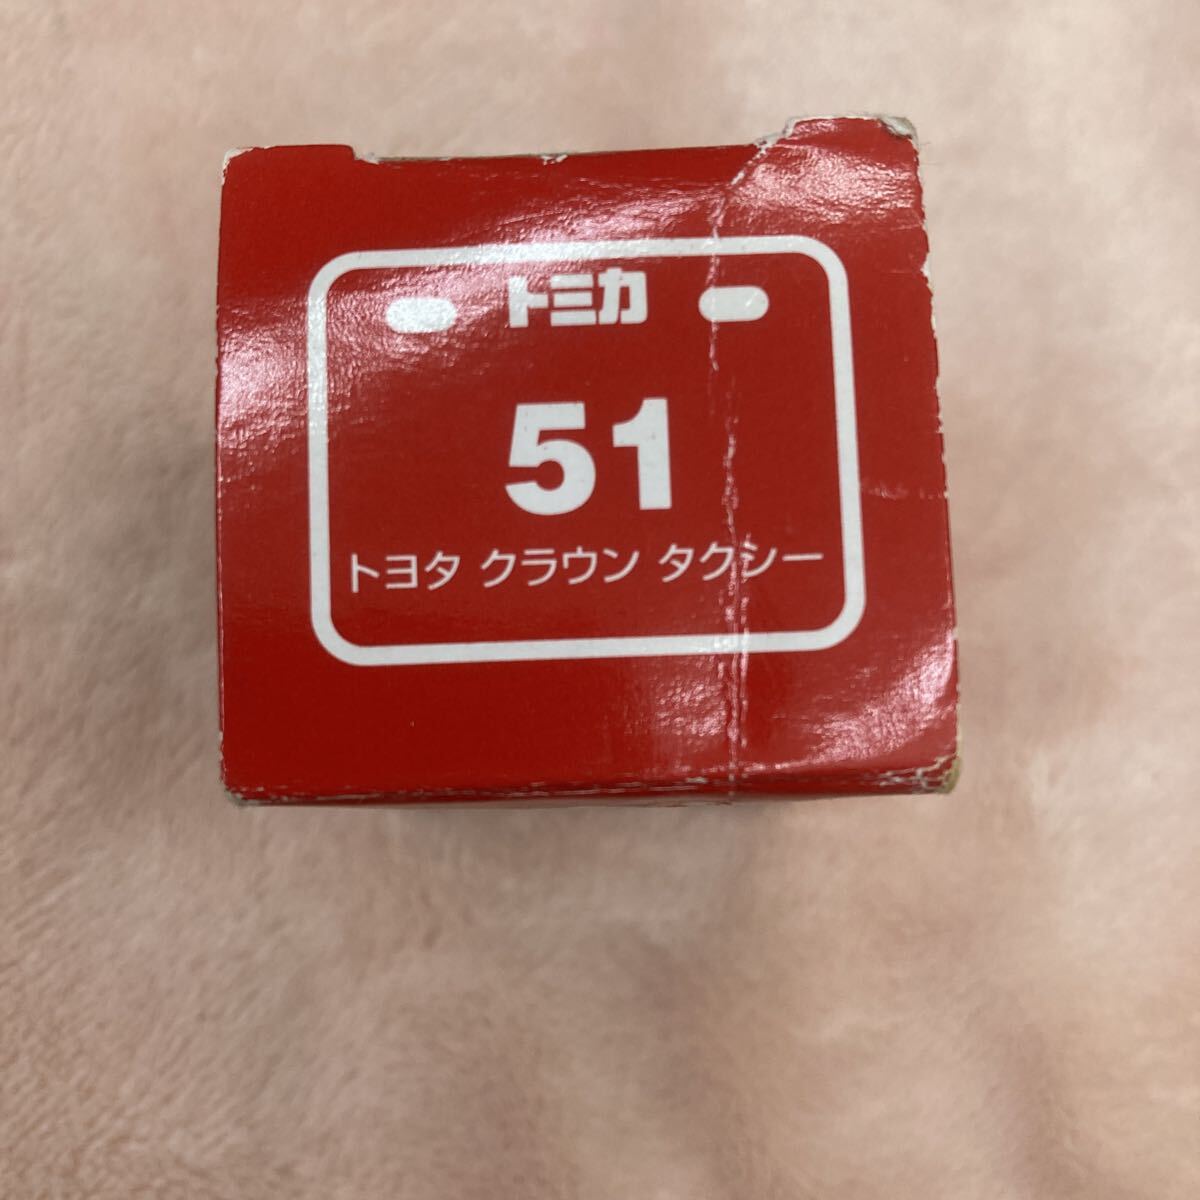 トミカ
51
トヨタ クラウン タクシー